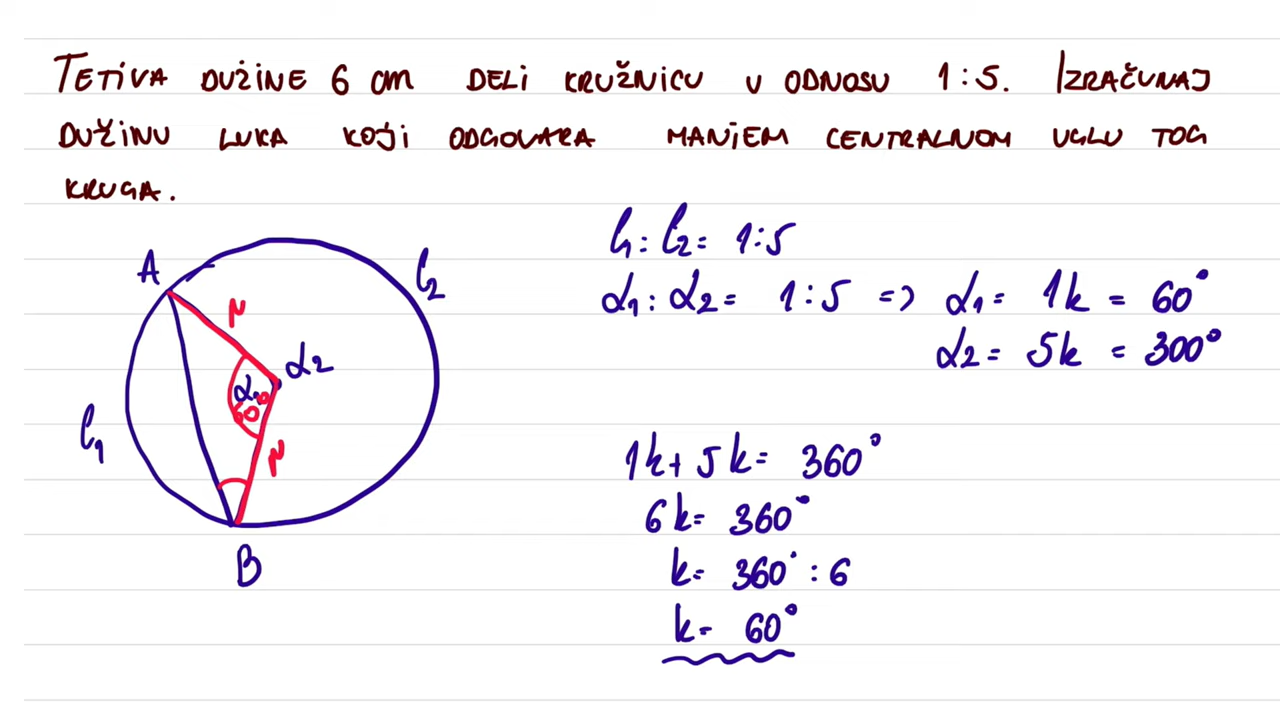 TETIVA DUŽINE 6 cm DELI KRUŽNICU U ODNOSU 1:5. IZRAČUNAJ
DUŽINU LUKA KOJI ODGOVARA MANJEM CENTRALNOM UGLU TOG
KRUGA.
l1 : l2 = 1:5
α1 : α2 = 1:5 => α1 = 1k = 60°
α2 = 5k = 300°
A
l2
r
α2
α1
60°
l1
r
B
1k + 5k = 360°
6k = 360°
k = 360° : 6
k = 60°